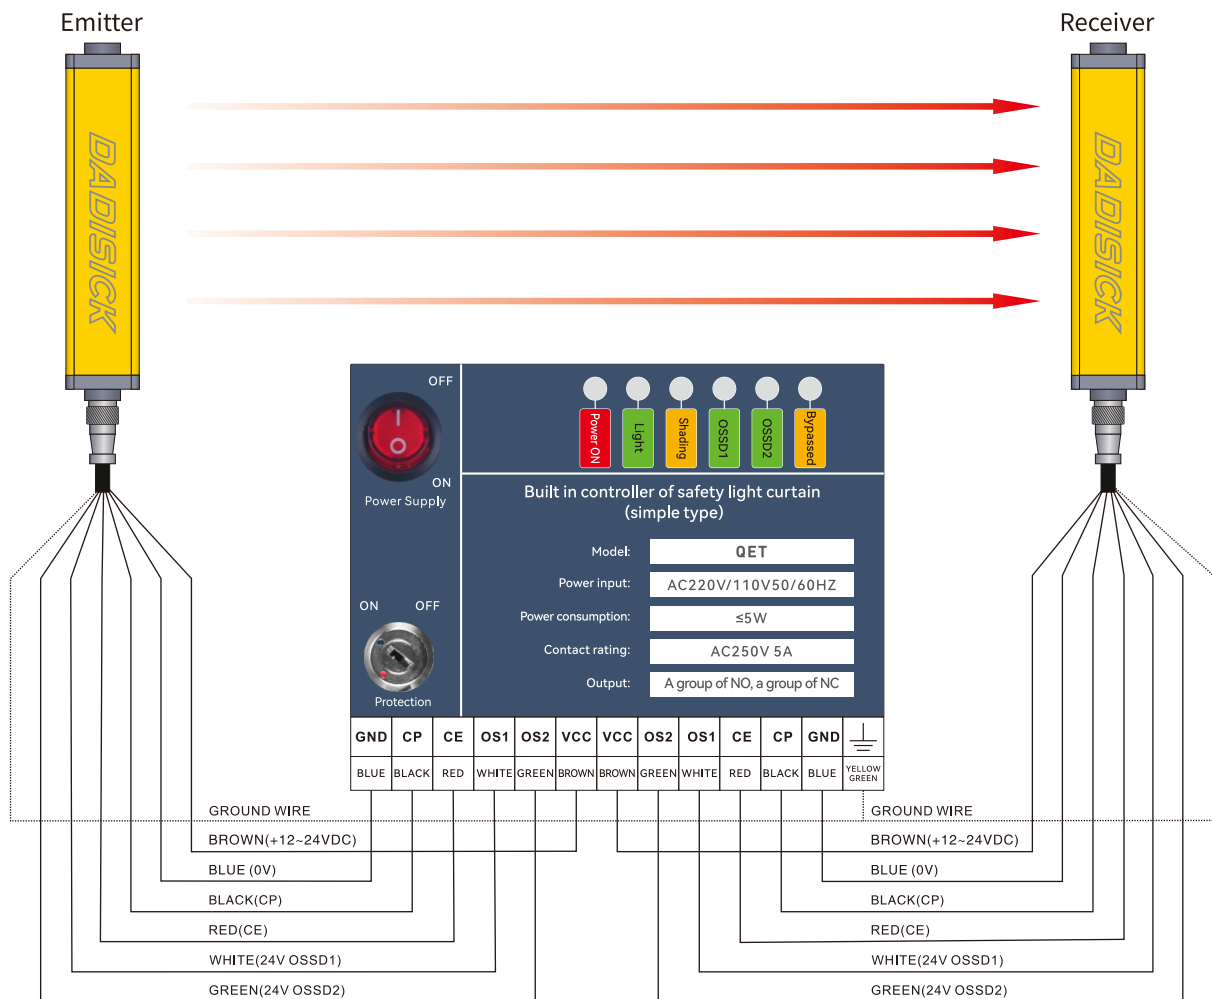 Emitter
Receiver
DADISICK
DADISICK
OFF
I
O
ON
Power Supply
Power ON
Light
Shading
OSSD1
OSSD2
Bypassed
Built in controller of safety light curtain
(simple type)
Model: QET
Power input: AC220V/110V50/60HZ
Power consumption: ≤5W
Contact rating: AC250V 5A
Output: A group of NO, a group of NC
ON OFF
Protection
GND CP CE OS1 OS2 VCC VCC OS2 OS1 CE CP GND
BLUE BLACK RED WHITE GREEN BROWN BROWN GREEN WHITE RED BLACK BLUE YELLOW
GREEN
GROUND WIRE
BROWN(+12~24VDC)
BLUE (0V)
BLACK(CP)
RED(CE)
WHITE(24V OSSD1)
GREEN(24V OSSD2)
GROUND WIRE
BROWN(+12~24VDC)
BLUE (0V)
BLACK(CP)
RED(CE)
WHITE(24V OSSD1)
GREEN(24V OSSD2)